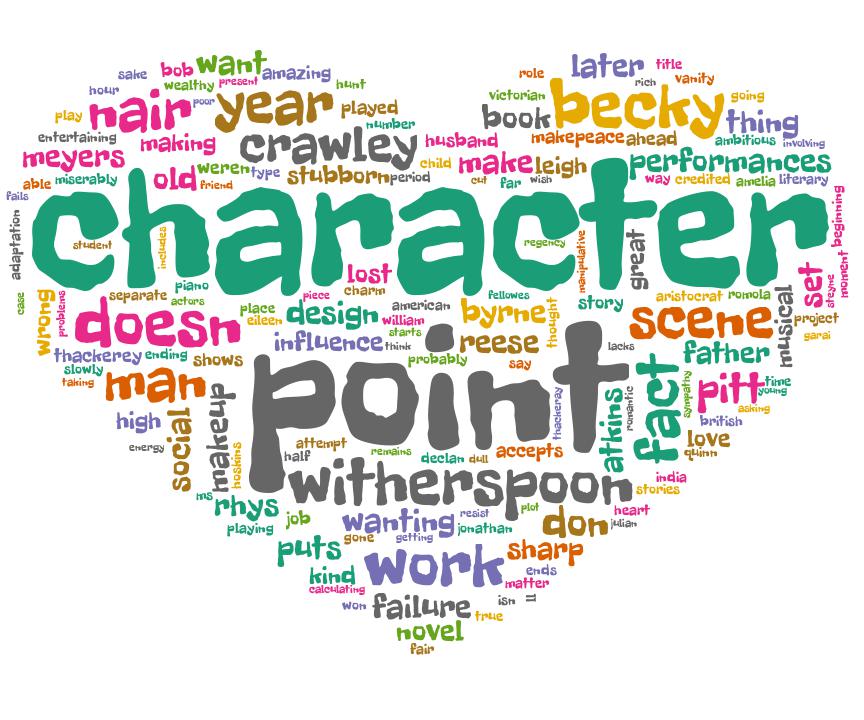 sake bob want amazing
hour wealthy present hunt
play nair poor year played
entertaining making crawley number
meyers weren type stubborn period
able miserably old friend
role later title
rich vanity
victorian becky going
book thing
husband makepeace ahead ambitious involving
child make leigh performances
cut far wish way credited amelia literary
fails
adaptation
character
beginning
moment
student
includes
regency
manipulative
great
case
wrong
problems
separate piano lost
actors charm
piece american fellowes
place design william
eileen starts
doesn influence think
byrne thought story
reese
probably say
aristocrat romola
scene musical set steyne
project
garai
lacks father
thackerey ending shows
slowly
taking man
high social makeup
energy hoskins
point
thackeray
atkins romantic
fact sympathy
pitt time
young
asking
british
love
quinn
attempt
half remains declan dull accepts
witherspoon
india
stories
ms rhys
playing job
wanting resist plot don heart
gone getting jonathan julian
puts work sharp
kind ends
calculating matter
won failure isn ll
true
novel
fair